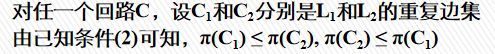 对任一个回路C，设C₁和C₂分别是L₁和L₂的重复边集
由已知条件(2)可知，π(C₁) ≤ π(C₂), π(C₂) ≤ π(C₁)